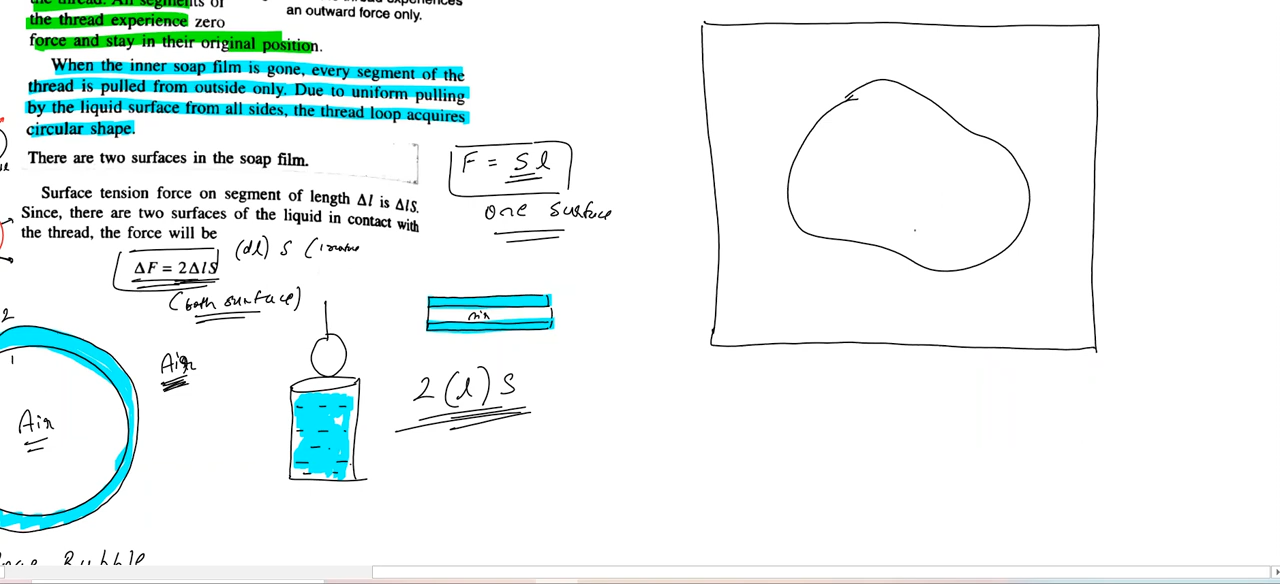 the thread. All segments of
the thread experience zero
force and stay in their original position.
an outward force only.
When the inner soap film is gone, every segment of the
thread is pulled from outside only. Due to uniform pulling
by the liquid surface from all sides, the thread loop acquires
circular shape.
There are two surfaces in the soap film.
Surface tension force on segment of length Δl is ΔlS.
Since, there are two surfaces of the liquid in contact with
the thread, the force will be
ΔF = 2ΔlS
(dl) S (1
(both surface)
F = S l
one surface
air
2 (l) S
2
1
Air
Air
Bubble